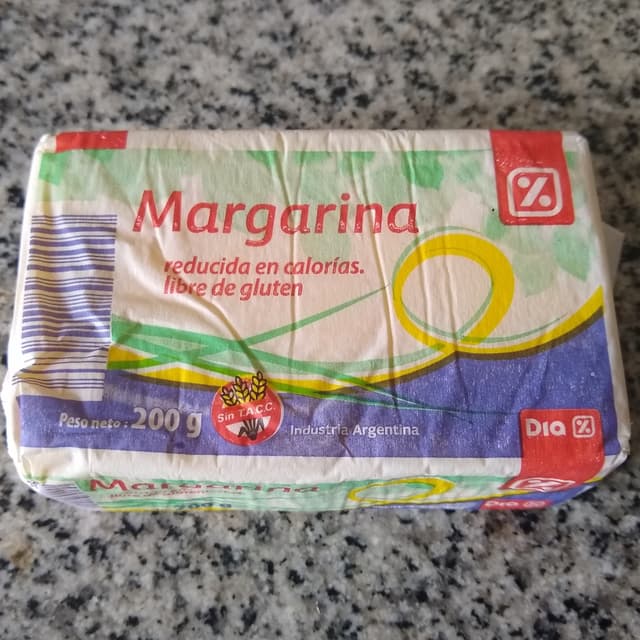 Margarina
reducida en calorías.
libre de gluten
Peso neto: 200 g
Sin T.A.C.C.
Industria Argentina
DIA %
Margarina